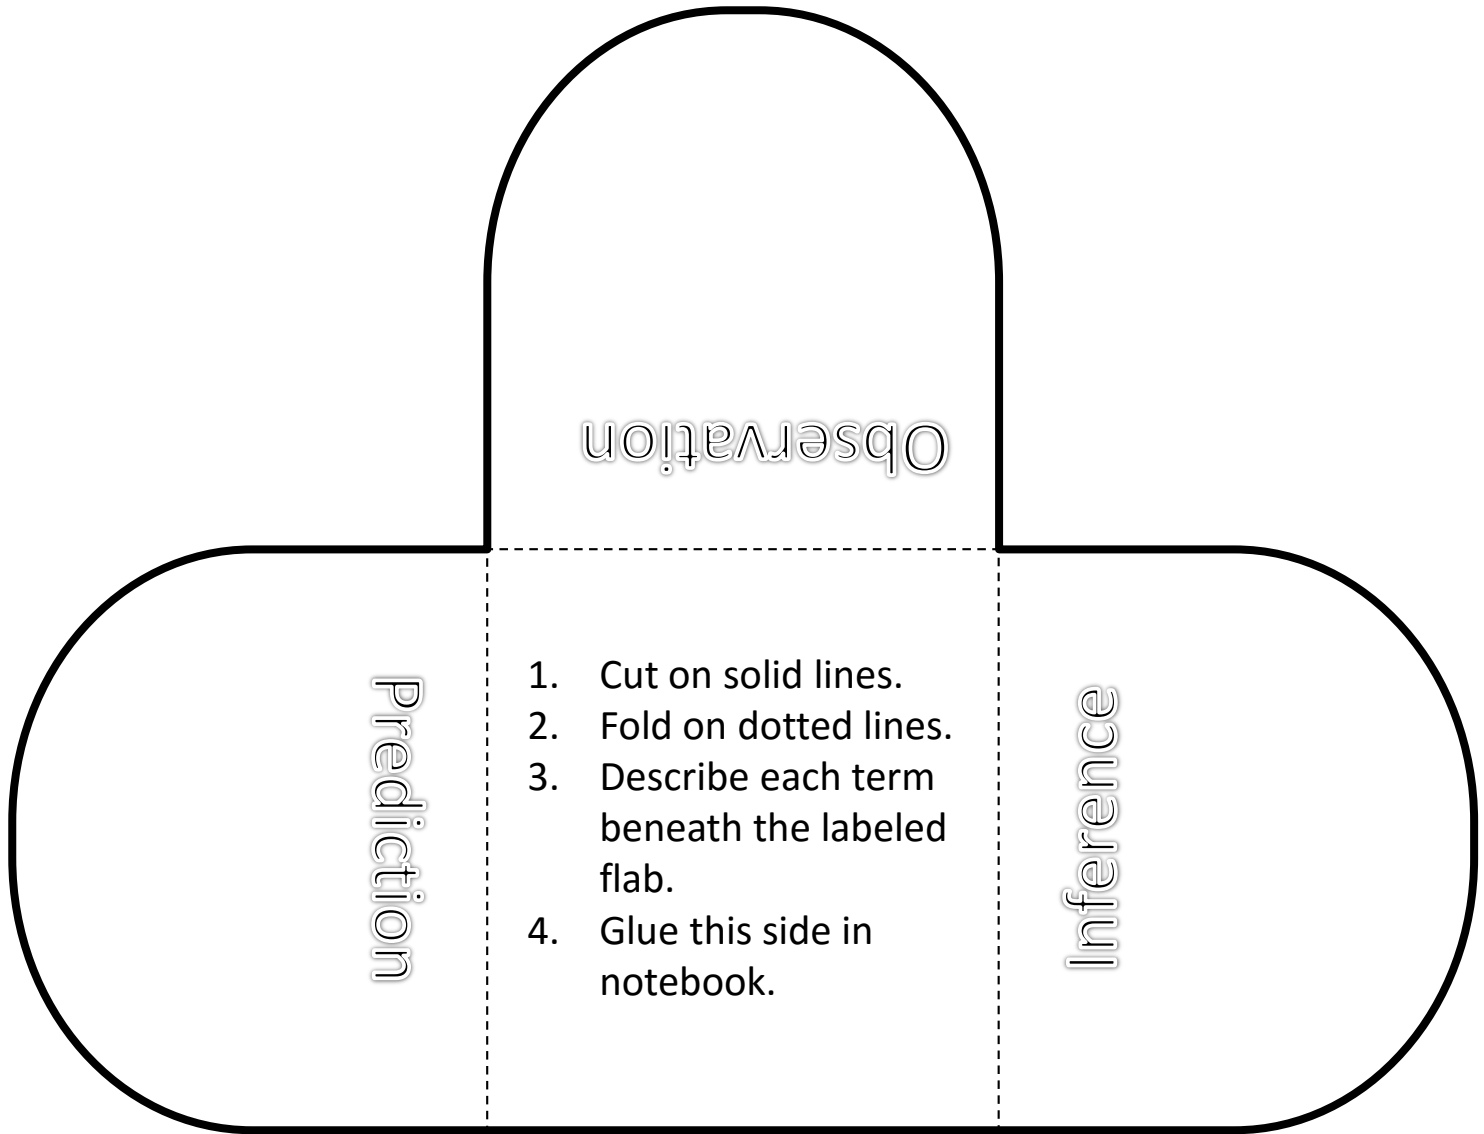 Observation
Prediction
1. Cut on solid lines.
2. Fold on dotted lines.
3. Describe each term
beneath the labeled
flab.
4. Glue this side in
notebook.
Inference